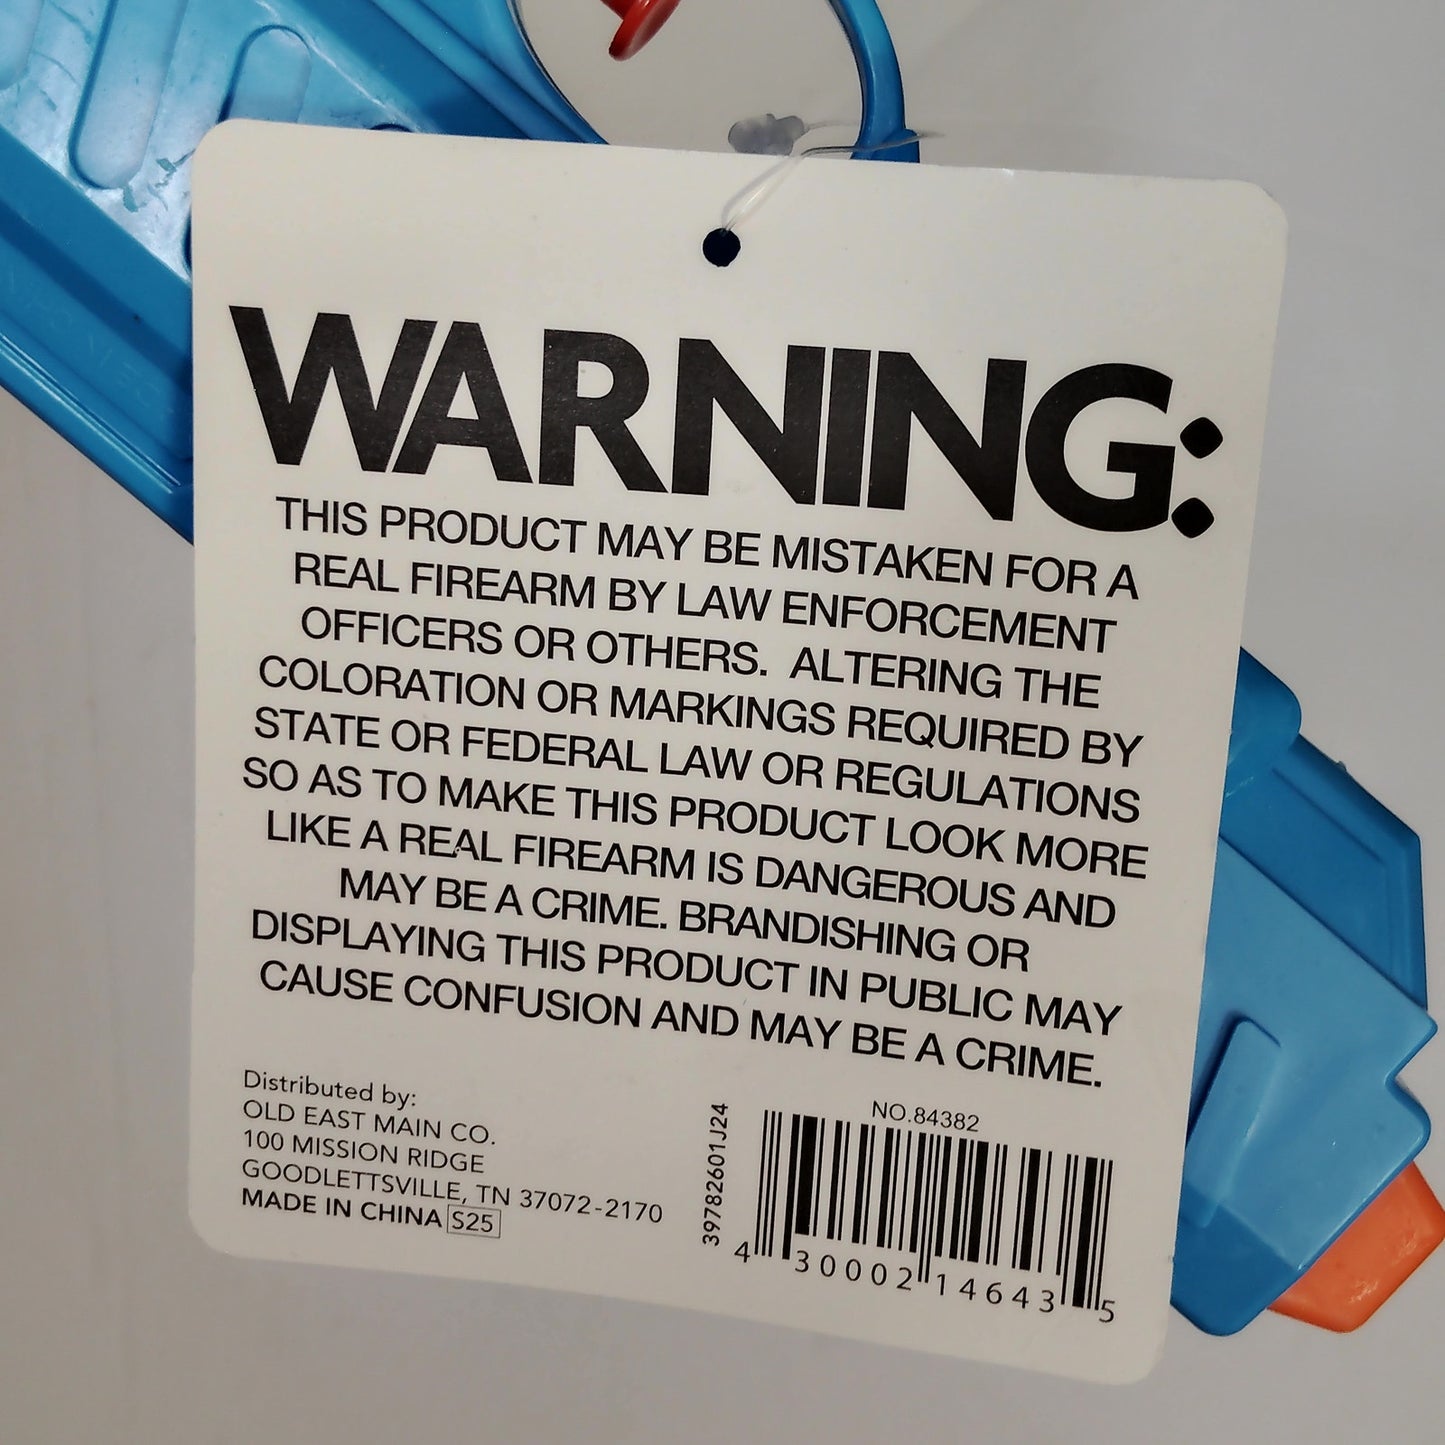 WARNING:
THIS PRODUCT MAY BE MISTAKEN FOR A
REAL FIREARM BY LAW ENFORCEMENT
OFFICERS OR OTHERS. ALTERING THE
COLORATION OR MARKINGS REQUIRED BY
STATE OR FEDERAL LAW OR REGULATIONS
SO AS TO MAKE THIS PRODUCT LOOK MORE
LIKE A REAL FIREARM IS DANGEROUS AND
MAY BE A CRIME. BRANDISHING OR
DISPLAYING THIS PRODUCT IN PUBLIC MAY
CAUSE CONFUSION AND MAY BE A CRIME.
Distributed by:
OLD EAST MAIN CO.
100 MISSION RIDGE
GOODLETTSVILLE, TN 37072-2170
MADE IN CHINA S25
39782601J24
NO.84382
4 30002 14643 5